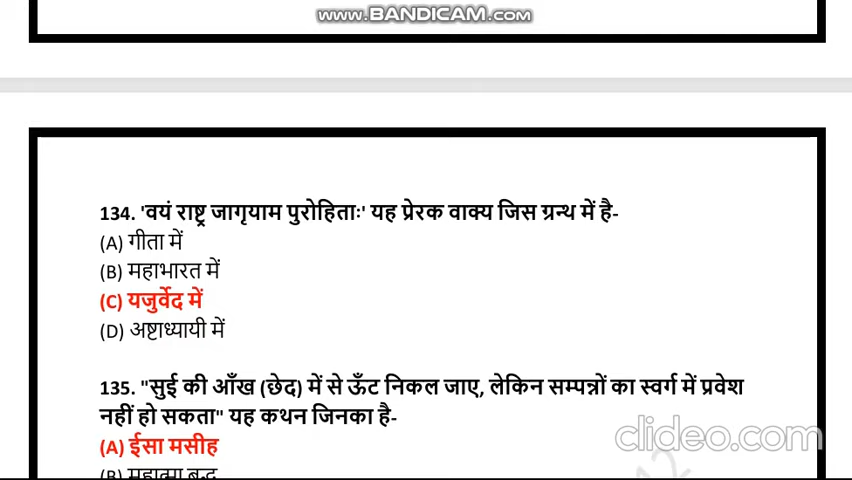 www.BANDICAM.com
134. 'वयं राष्ट्र जागृयाम पुरोहिताः' यह प्रेरक वाक्य जिस ग्रन्थ में है-
(A) गीता में
(B) महाभारत में
(C) यजुर्वेद में
(D) अष्टाध्यायी में
135. "सुई की आँख (छेद) में से ऊँट निकल जाए, लेकिन सम्पन्नों का स्वर्ग में प्रवेश
नहीं हो सकता" यह कथन जिनका है-
clideo.com
(A) ईसा मसीह
(B) महात्मा बुद्ध